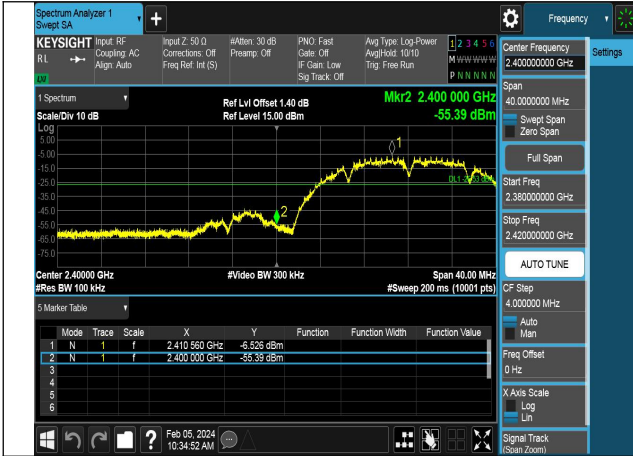 Spectrum Analyzer 1
Swept SA
+
Frequency
KEYSIGHT
RL
Input: RF
Coupling: AC
Align: Auto
Input Z: 50 Ω
Corrections: Off
Freq Ref: Int (S)
#Atten: 30 dB
Preamp: Off
PNO: Fast
Gate: Off
IF Gain: Low
Sig Track: Off
Avg Type: Log-Power
Avg|Hold: 10/10
Trig: Free Run
1 2 3 4 5 6
M W W W W W
P N N N N N
Settings
Center Frequency
2.400000000 GHz
Span
40.0000000 MHz
Swept Span
Zero Span
Full Span
Start Freq
2.380000000 GHz
Stop Freq
2.420000000 GHz
AUTO TUNE
CF Step
4.000000 MHz
Auto
Man
Freq Offset
0 Hz
X Axis Scale
Log
Lin
Signal Track
(Span Zoom)
1 Spectrum
Scale/Div 10 dB
Ref Lvl Offset 1.40 dB
Ref Level 15.00 dBm
Mkr2 2.400 000 GHz
-55.39 dBm
Log
5.00
-5.00
-15.0
-25.0
-35.0
-45.0
-55.0
-65.0
-75.0
1
2
Center 2.40000 GHz
#Res BW 100 kHz
#Video BW 300 kHz
Span 40.00 MHz
#Sweep 200 ms (10001 pts)
5 Marker Table
Mode Trace Scale X Y Function Function Width Function Value
1 N 1 f 2.410 560 GHz -6.526 dBm
2 N 1 f 2.400 000 GHz -55.39 dBm
3
4
5
6
?
Feb 05, 2024
10:34:52 AM